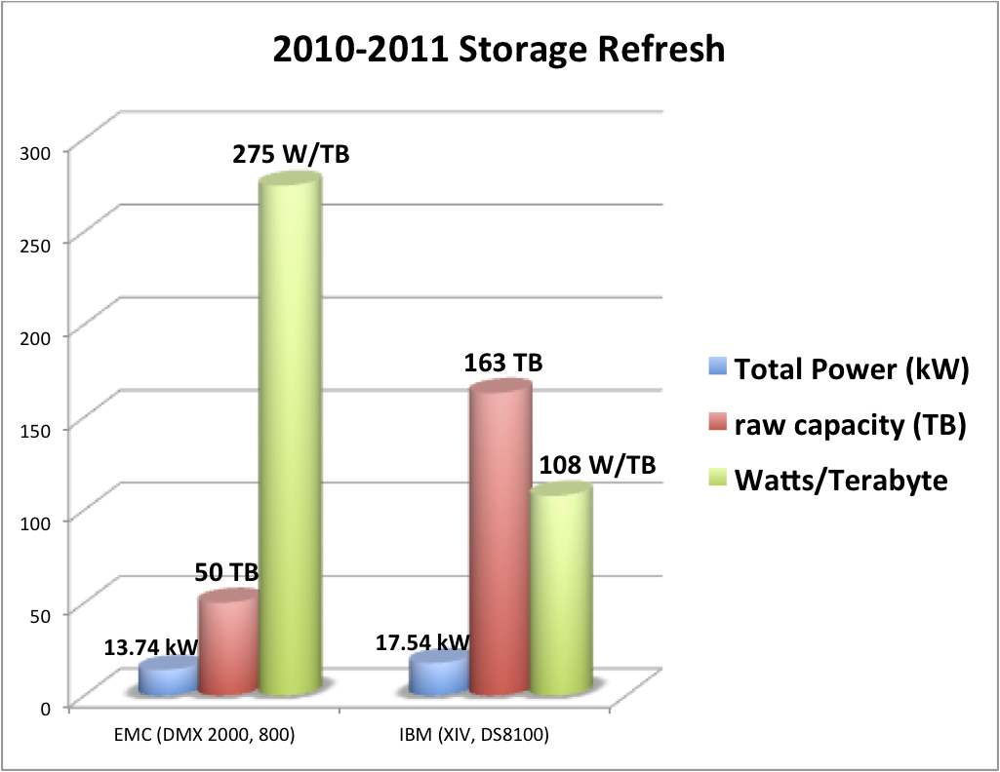 2010-2011 Storage Refresh
300
250
200
150
100
50
0
275 W/TB
50 TB
13.74 kW
163 TB
108 W/TB
17.54 kW
EMC (DMX 2000, 800)
IBM (XIV, DS8100)
Total Power (kW)
raw capacity (TB)
Watts/Terabyte